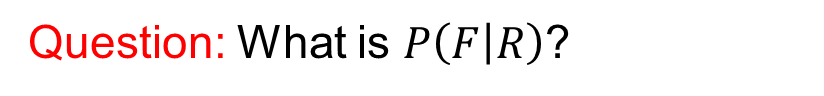 Question: What is P(F|R)?